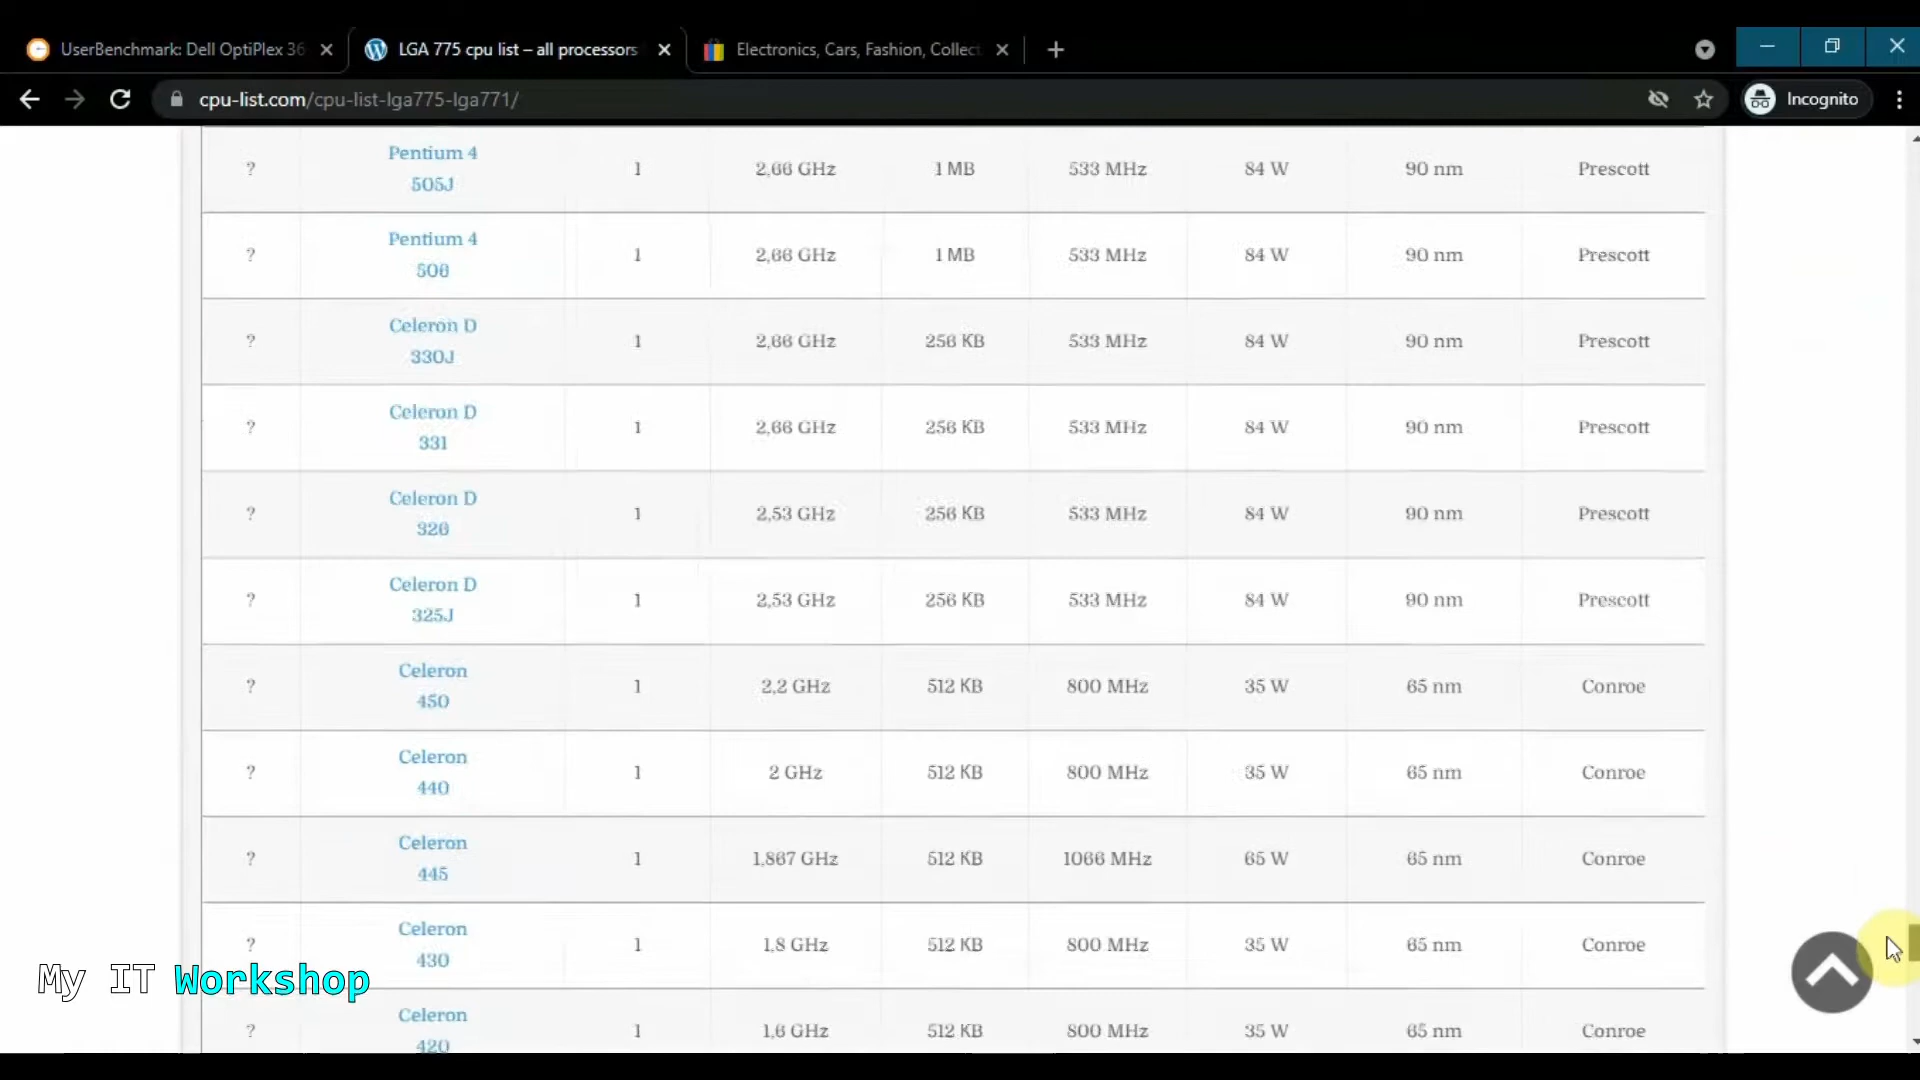 UserBenchmark: Dell OptiPlex 36
LGA 775 cpu list – all processors
Electronics, Cars, Fashion, Collect
cpu-list.com/cpu-list-lga775-lga771/
Incognito
? Pentium 4 505J 1 2,66 GHz 1 MB 533 MHz 84 W 90 nm Prescott
? Pentium 4 506 1 2,66 GHz 1 MB 533 MHz 84 W 90 nm Prescott
? Celeron D 330J 1 2,66 GHz 256 KB 533 MHz 84 W 90 nm Prescott
? Celeron D 331 1 2,66 GHz 256 KB 533 MHz 84 W 90 nm Prescott
? Celeron D 326 1 2,53 GHz 256 KB 533 MHz 84 W 90 nm Prescott
? Celeron D 325J 1 2,53 GHz 256 KB 533 MHz 84 W 90 nm Prescott
? Celeron 450 1 2,2 GHz 512 KB 800 MHz 35 W 65 nm Conroe
? Celeron 440 1 2 GHz 512 KB 800 MHz 35 W 65 nm Conroe
? Celeron 445 1 1,867 GHz 512 KB 1066 MHz 65 W 65 nm Conroe
? Celeron 430 1 1,8 GHz 512 KB 800 MHz 35 W 65 nm Conroe
My IT Workshop
? Celeron 420 1 1,6 GHz 512 KB 800 MHz 35 W 65 nm Conroe